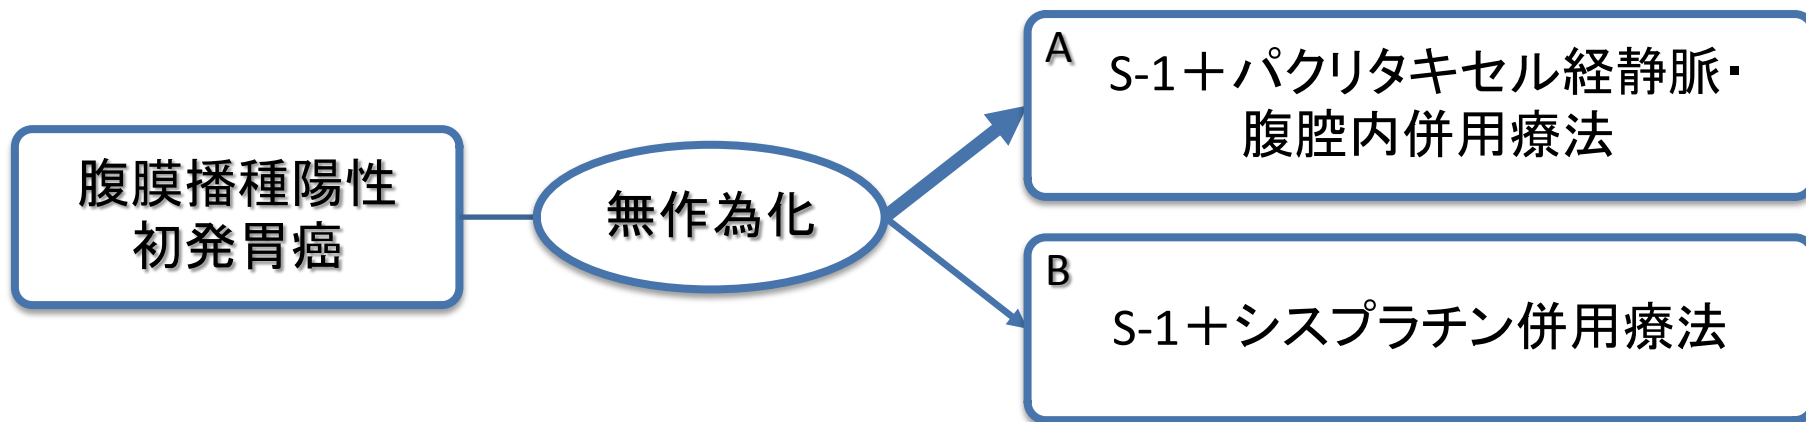 腹膜播種陽性
初発胃癌
無作為化
A
S-1＋パクリタキセル経静脈・
腹腔内併用療法
B
S-1＋シスプラチン併用療法